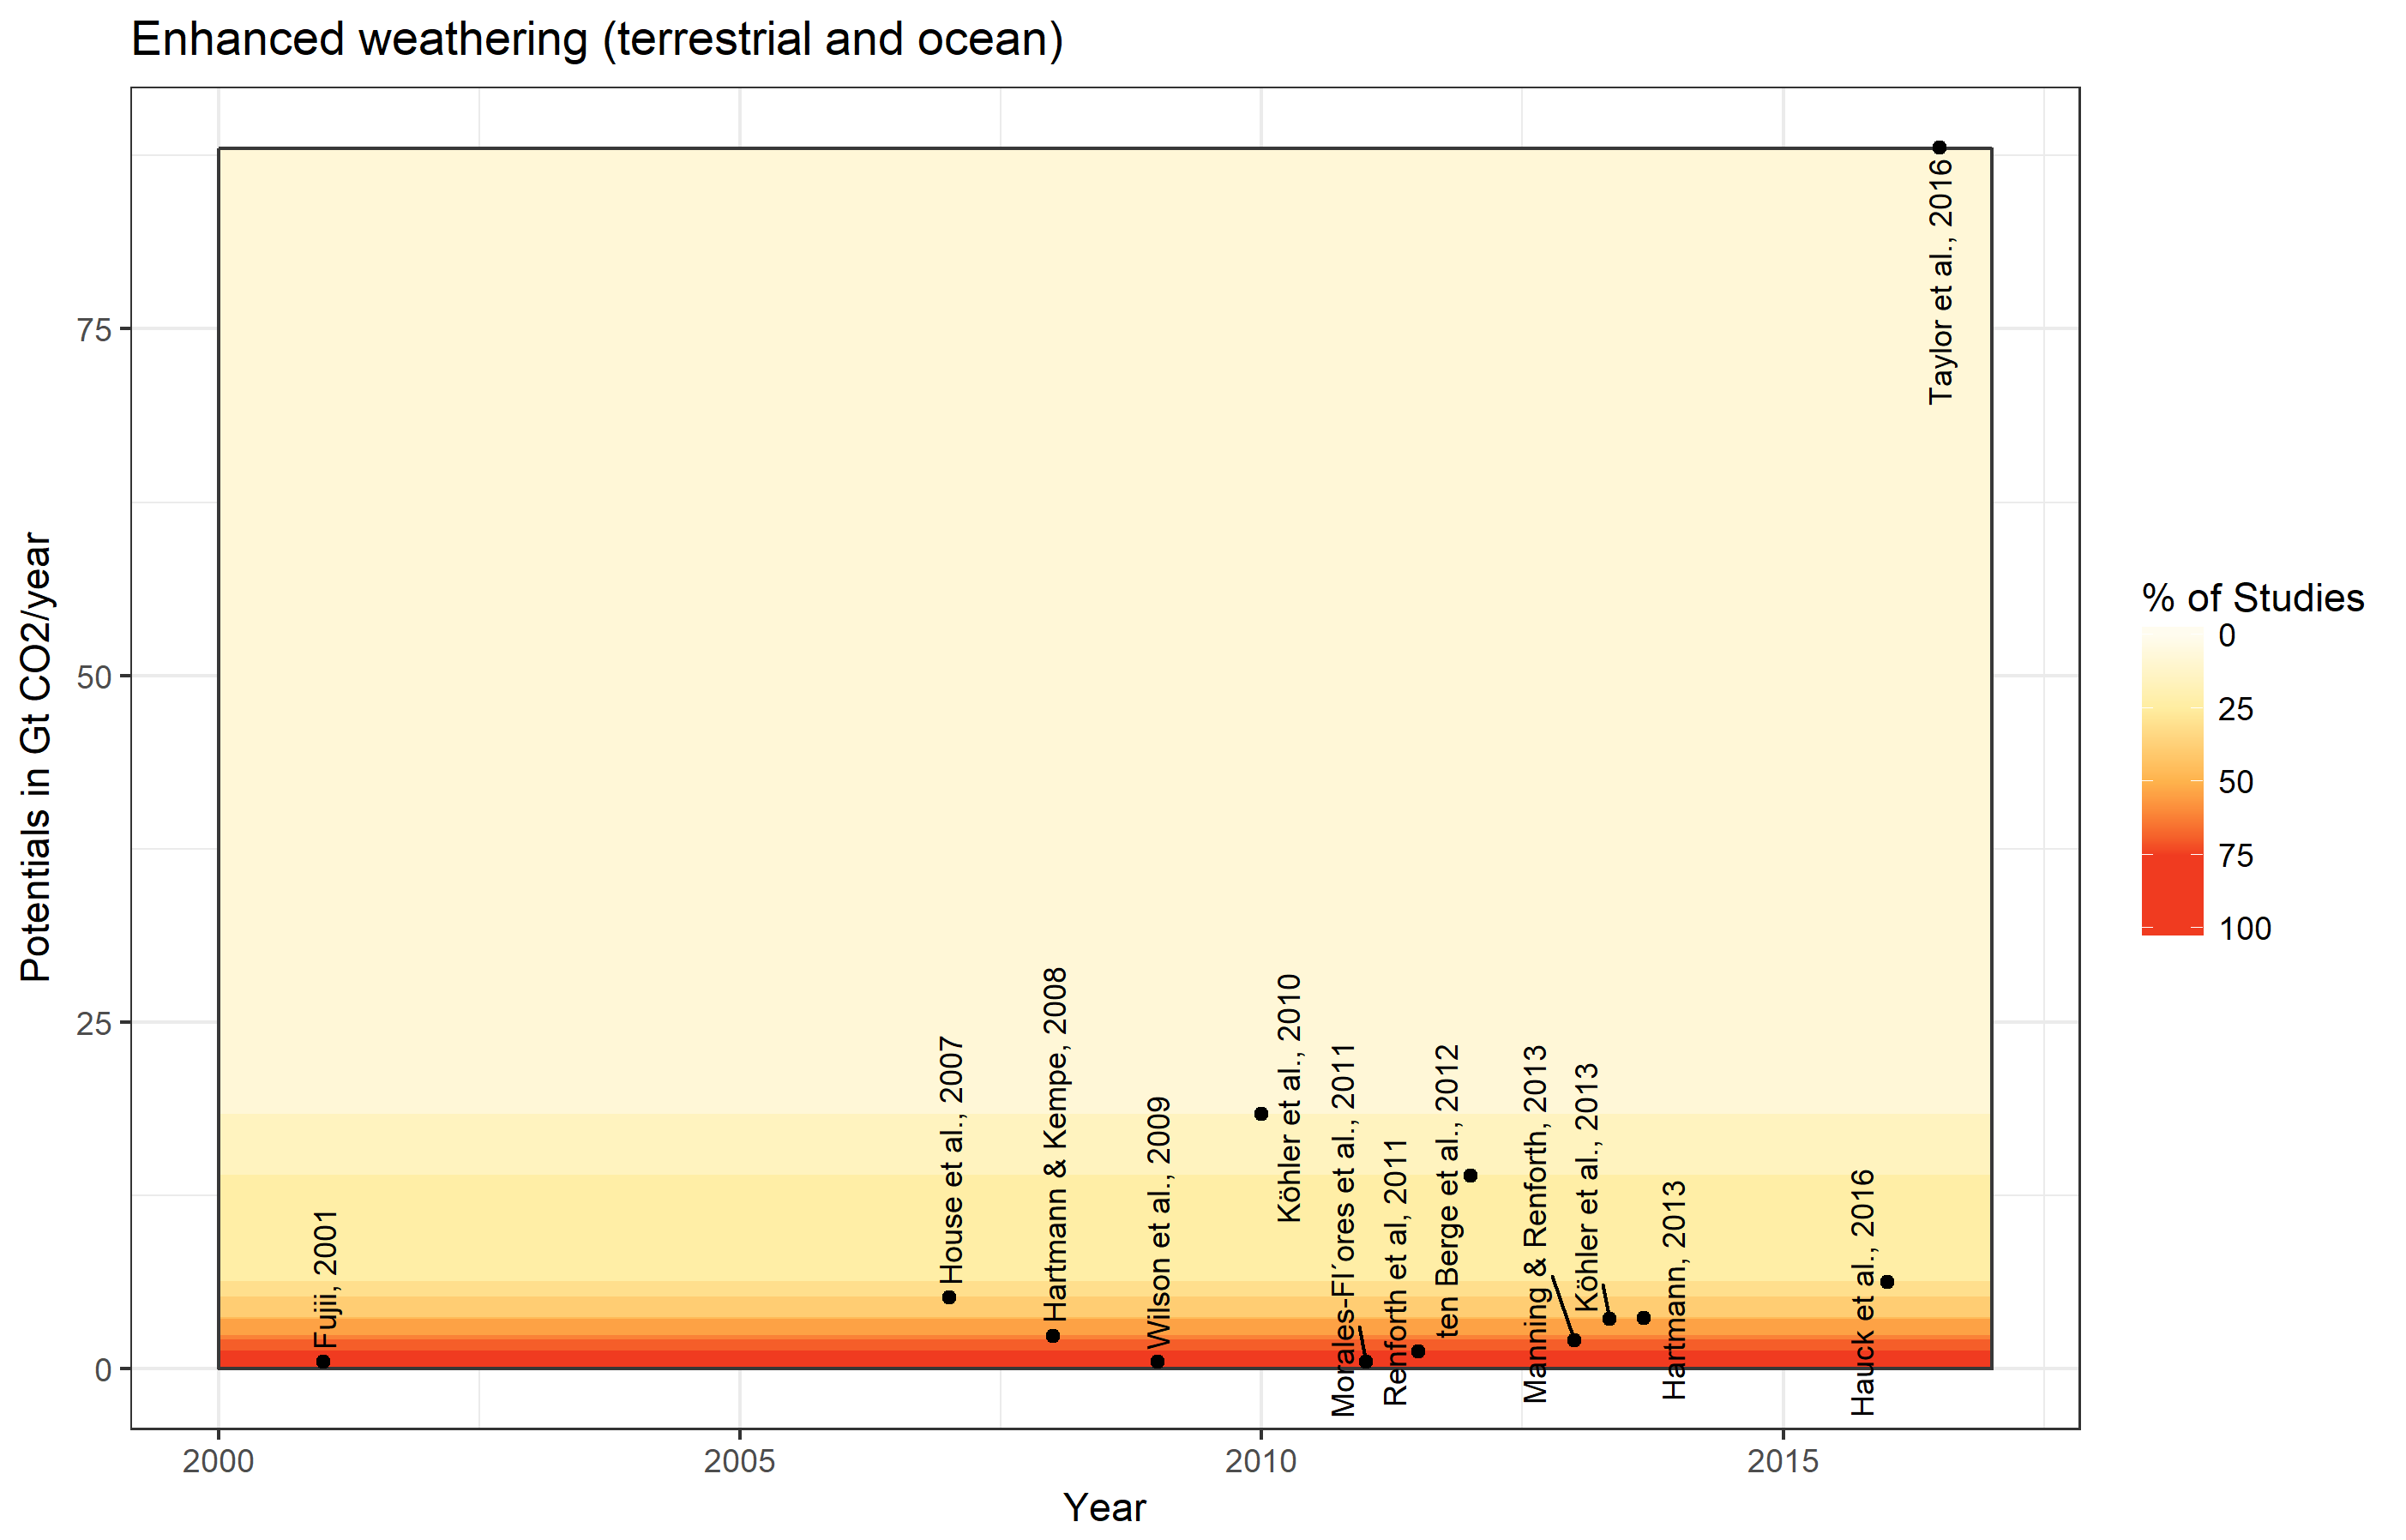 Enhanced weathering (terrestrial and ocean)
Potentials in Gt CO2/year
75
50
25
0
Fujii, 2001
House et al., 2007
Hartmann & Kempe, 2008
Wilson et al., 2009
Köhler et al., 2010
Morales-Fl´ores et al., 2011
Renforth et al, 2011
ten Berge et al., 2012
Manning & Renforth, 2013
Köhler et al., 2013
Hartmann, 2013
Hauck et al., 2016
Taylor et al., 2016
2000
2005
2010
2015
Year
% of Studies
0
25
50
75
100